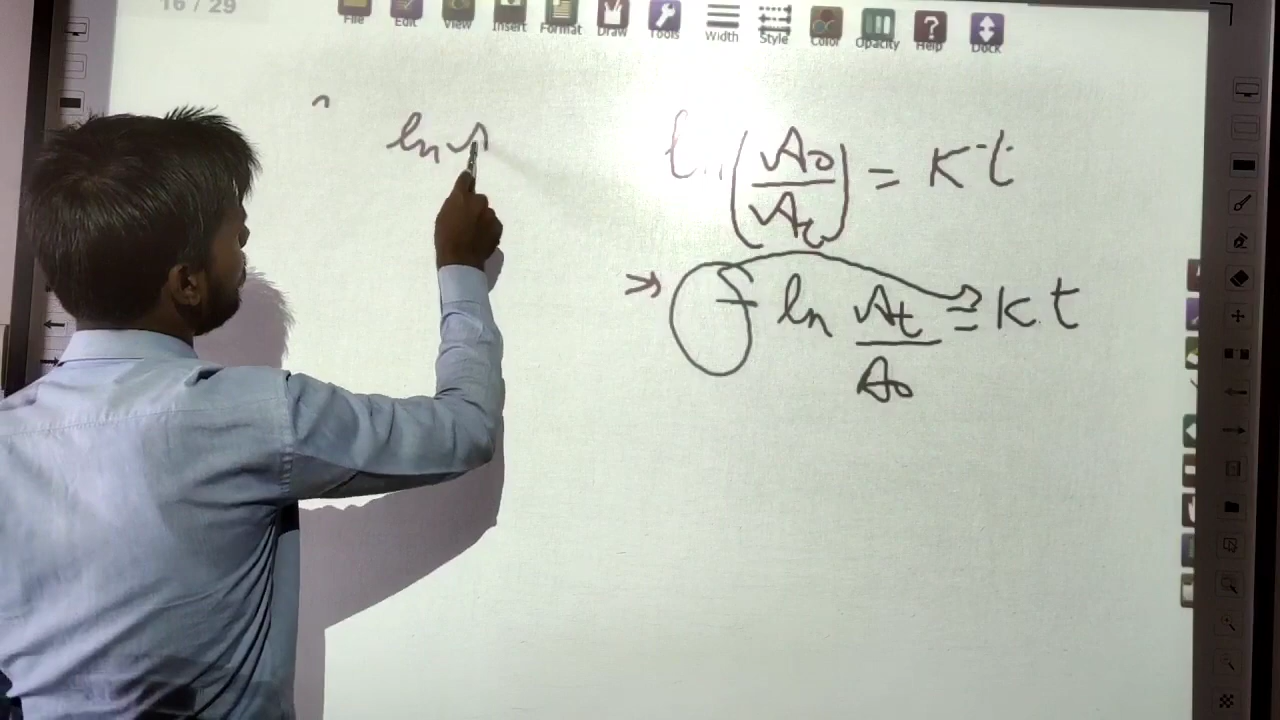 16 / 29
File Edit View Insert Format Draw Tools Width Style Color Opacity Help Dock
ln A
ln (A₀/Aₜ) = Kt
- ln Aₜ/A₀ = Kt